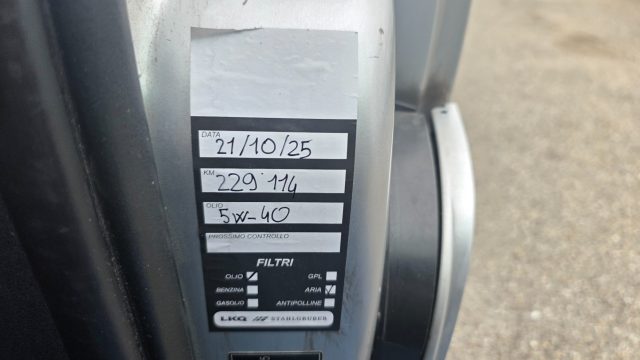 DATA
21/10/25
KM
229'114
OLIO
5W-40
PROSSIMO CONTROLLO
FILTRI
OLIO GPL
BENZINA ARIA
GASOLIO ANTIPOLLINE
LKQ STAHLGRUBER